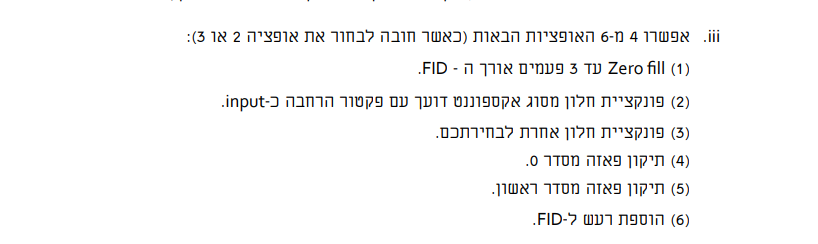 iii. אפשרו 4 מ-6 האופציות הבאות (כאשר חובה לבחור את אופציה 2 או 3):
(1) Zero fill עד 3 פעמים אורך ה - FID.
(2) פונקציית חלון מסוג אקספוננט דועך עם פקטור הרחבה כ-input.
(3) פונקציית חלון אחרת לבחירתכם.
(4) תיקון פאזה מסדר 0.
(5) תיקון פאזה מסדר ראשון.
(6) הוספת רעש ל-FID.